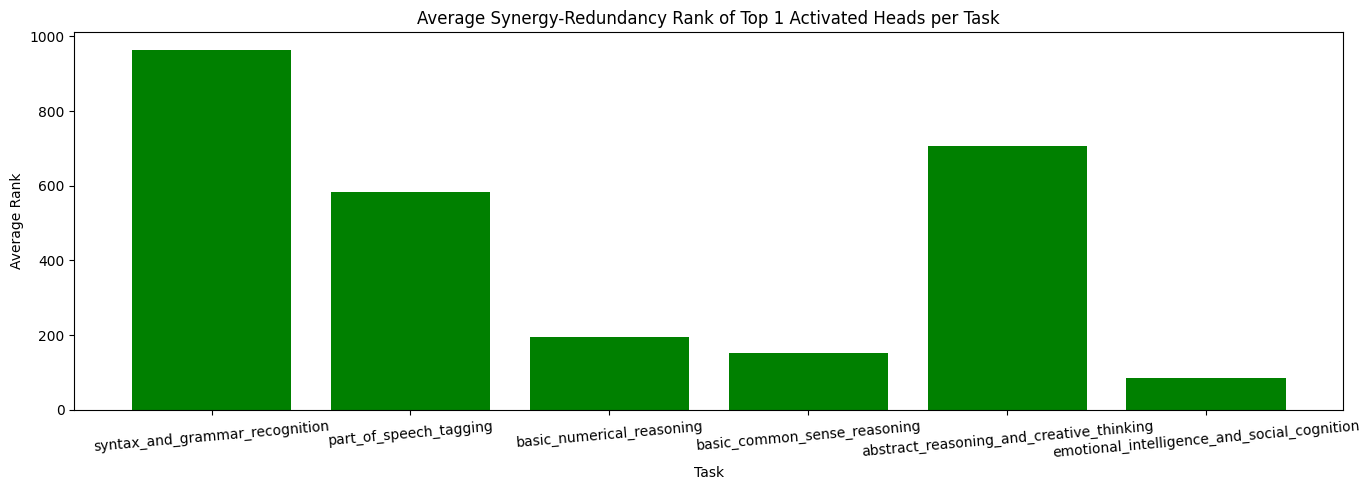 Average Synergy-Redundancy Rank of Top 1 Activated Heads per Task
Average Rank
1000
800
600
400
200
0
syntax_and_grammar_recognition
part_of_speech_tagging
basic_numerical_reasoning
basic_common_sense_reasoning
abstract_reasoning_and_creative_thinking
emotional_intelligence_and_social_cognition
Task